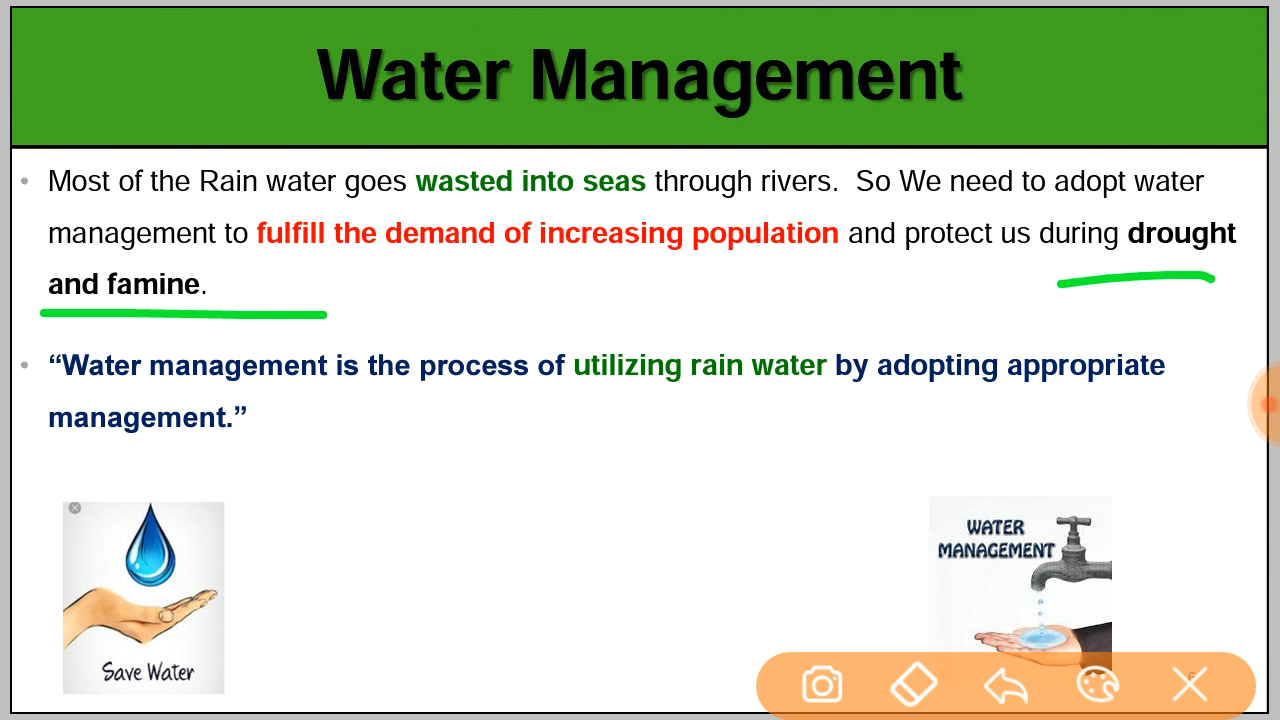 Water Management
• Most of the Rain water goes wasted into seas through rivers. So We need to adopt water
management to fulfill the demand of increasing population and protect us during drought
and famine.
• “Water management is the process of utilizing rain water by adopting appropriate
management.”
Save Water
WATER
MANAGEMENT